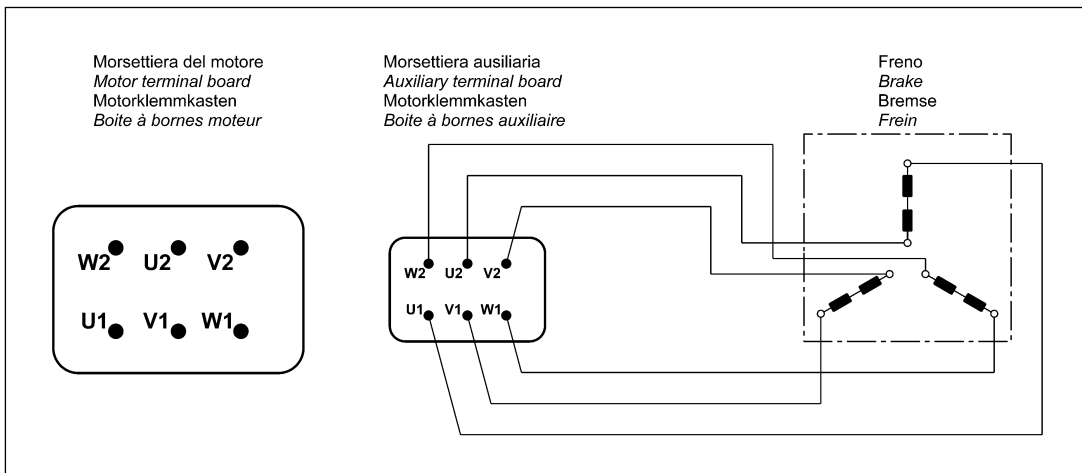 Morsettiera del motore
Motor terminal board
Motorklemmkasten
Boite à bornes moteur
Morsettiera ausiliaria
Auxiliary terminal board
Motorklemmkasten
Boite à bornes auxiliaire
Freno
Brake
Bremse
Frein
W2 U2 V2
U1 V1 W1
W2 U2 V2
U1 V1 W1